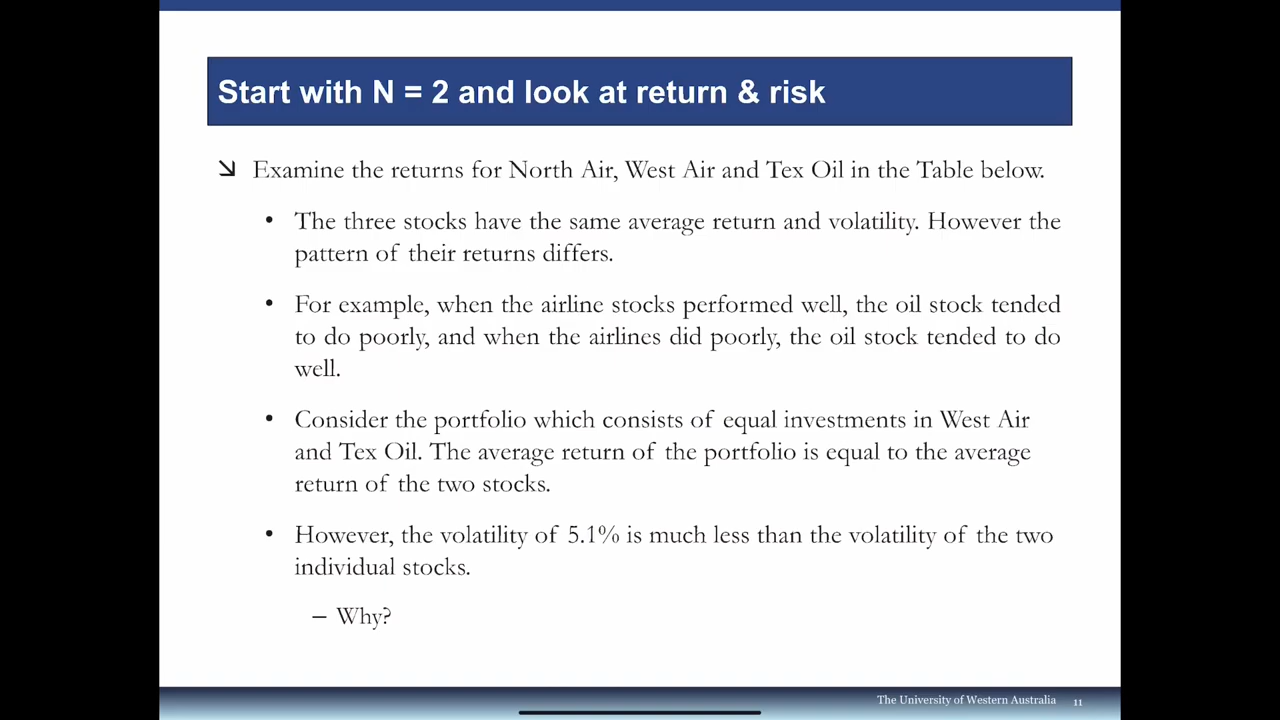 Start with N = 2 and look at return & risk
Examine the returns for North Air, West Air and Tex Oil in the Table below.
• The three stocks have the same average return and volatility. However the
pattern of their returns differs.
• For example, when the airline stocks performed well, the oil stock tended
to do poorly, and when the airlines did poorly, the oil stock tended to do
well.
• Consider the portfolio which consists of equal investments in West Air
and Tex Oil. The average return of the portfolio is equal to the average
return of the two stocks.
• However, the volatility of 5.1% is much less than the volatility of the two
individual stocks.
– Why?
The University of Western Australia 11